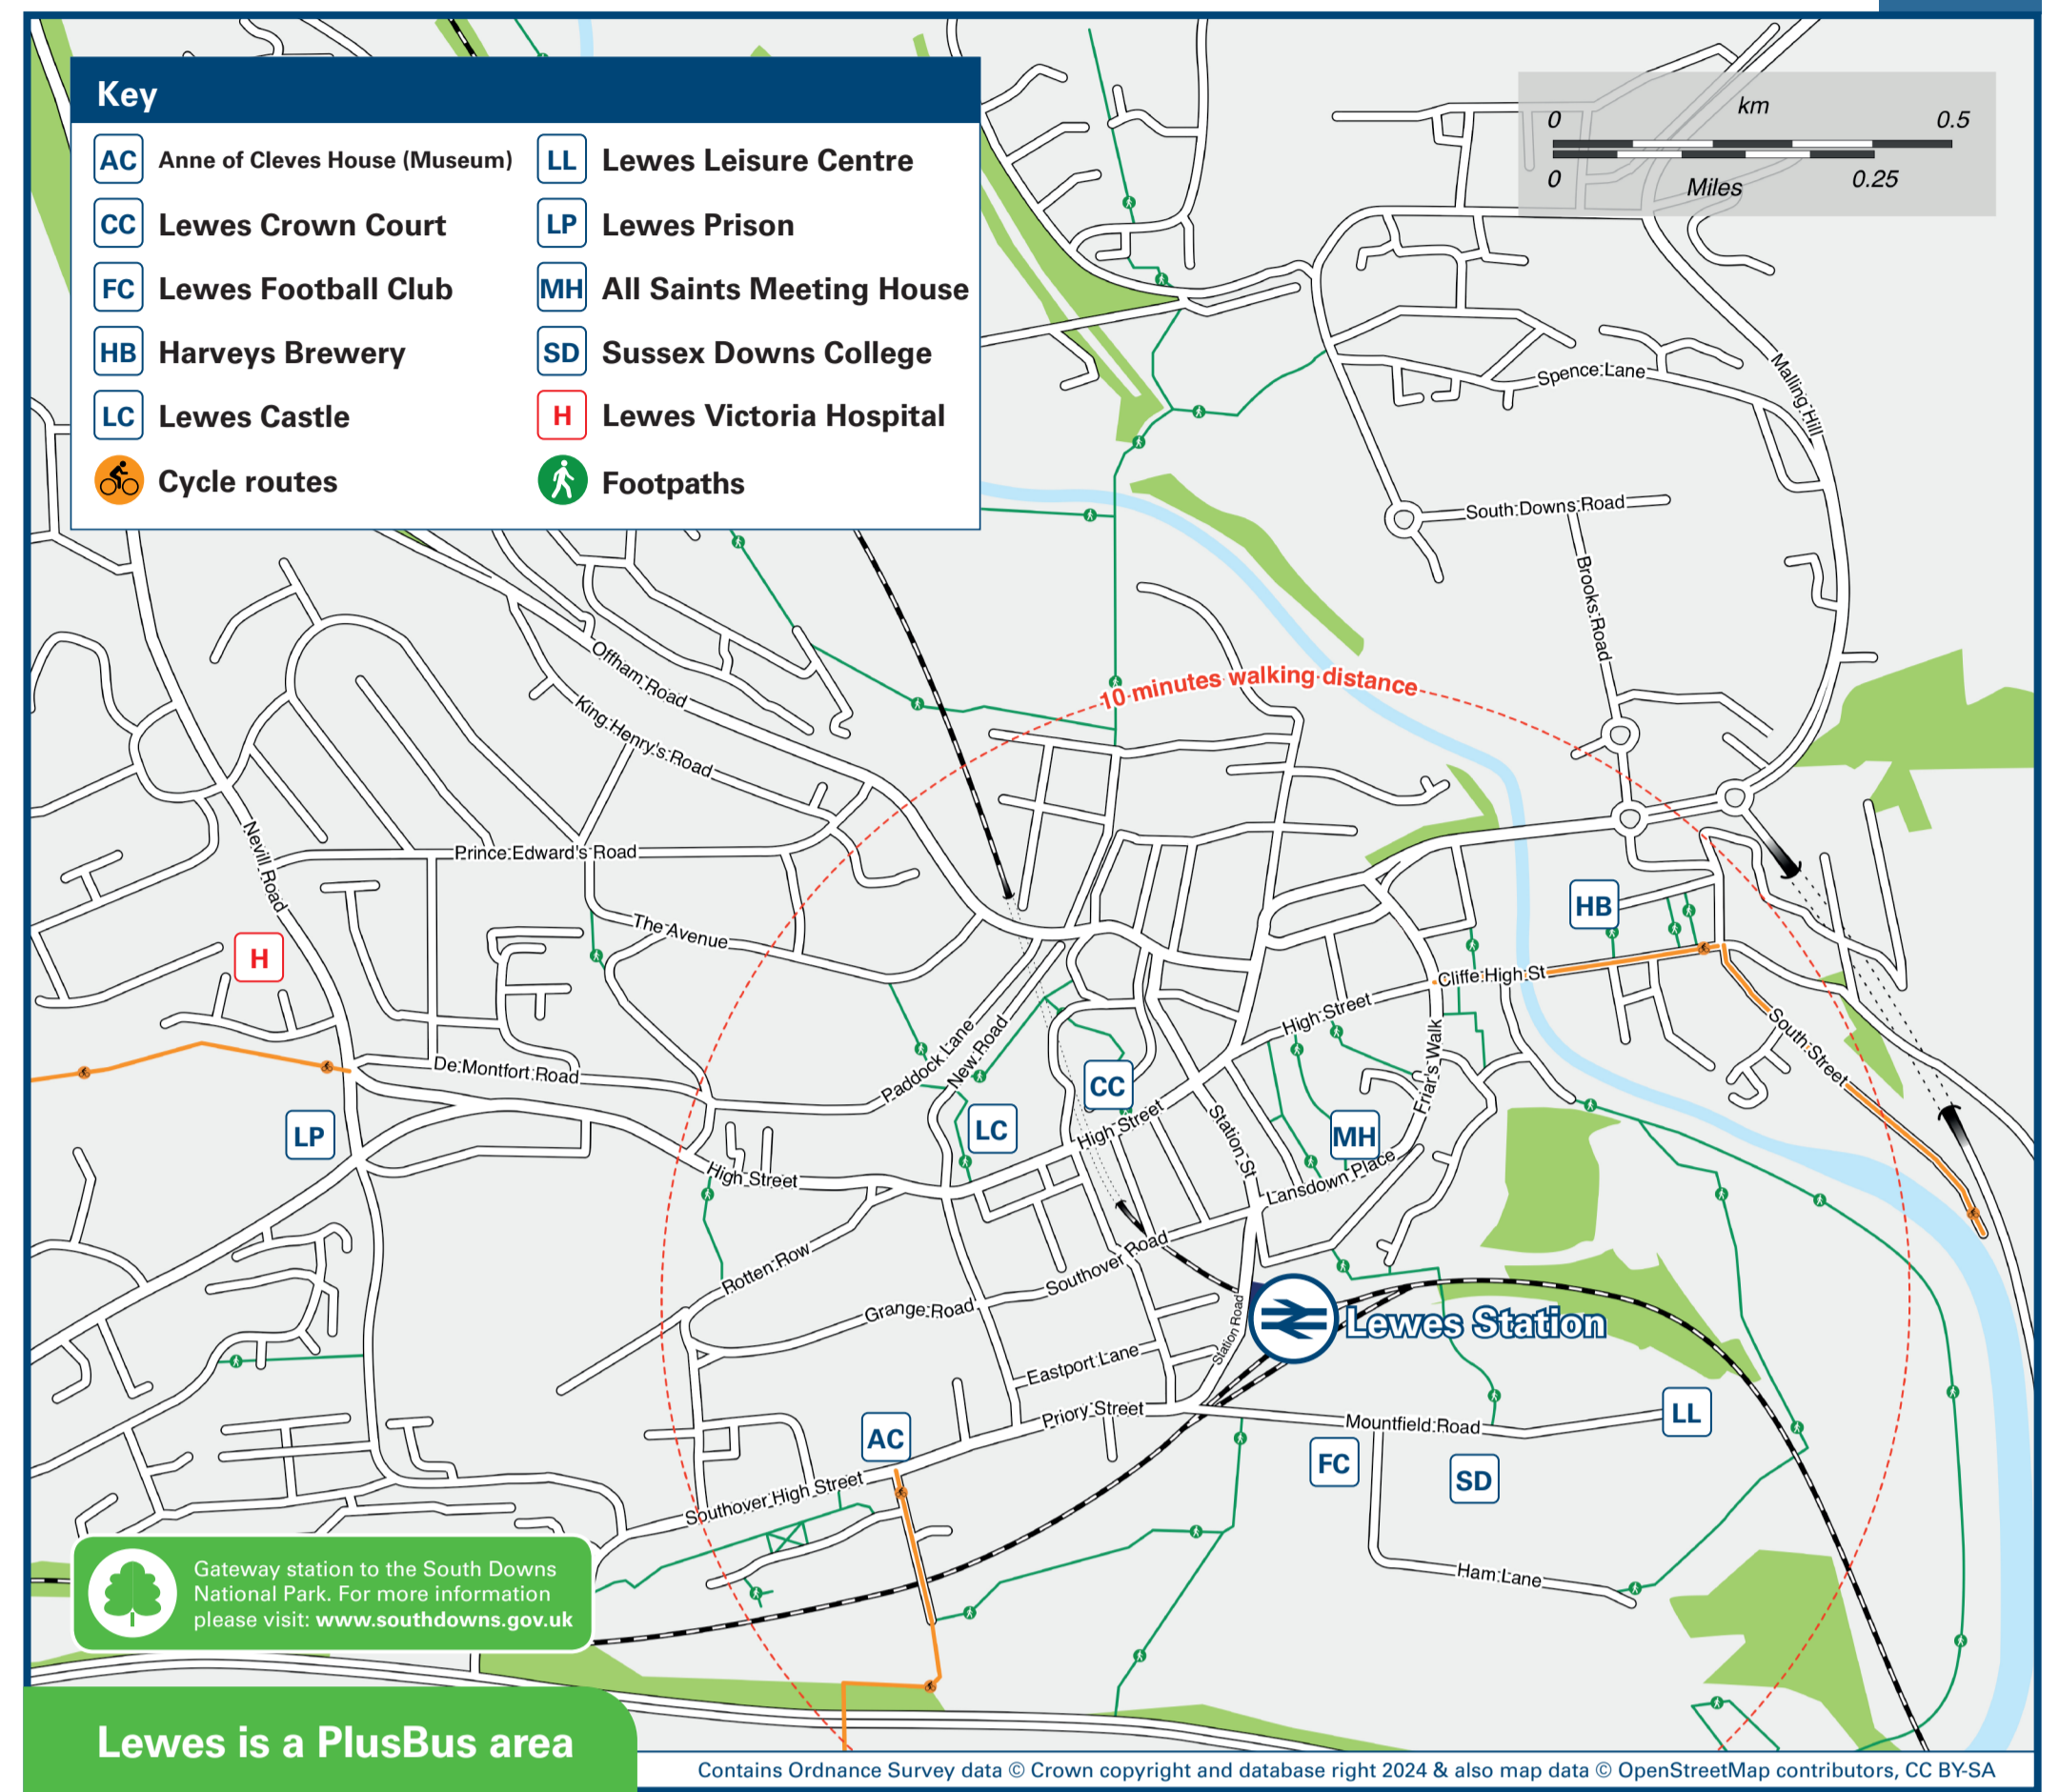 Key
AC Anne of Cleves House (Museum)
CC Lewes Crown Court
FC Lewes Football Club
HB Harveys Brewery
LC Lewes Castle
Cycle routes
LL Lewes Leisure Centre
LP Lewes Prison
MH All Saints Meeting House
SD Sussex Downs College
H Lewes Victoria Hospital
Footpaths
km
0 0.5
0 0.25
Miles
Spence Lane
Malling Hill
South Downs Road
Brooks Road
Offham Road
King Henry's Road
10 minutes walking distance
Nevill Road
Prince Edward's Road
The Avenue
HB
H
Cliffe High St
High Street
South Street
Friar's Walk
De Montfort Road
Paddock Lane
New Road
CC
LP
LC
High Street
Station St
MH
High Street
Lansdown Place
Rotten Row
Southover Road
Grange Road
Station Road
Lewes Station
Eastport Lane
Priory Street
Mountfield Road
LL
AC
FC
SD
Southover High Street
Ham Lane
Gateway station to the South Downs
National Park. For more information
please visit: www.southdowns.gov.uk
Lewes is a PlusBus area
Contains Ordnance Survey data © Crown copyright and database right 2024 & also map data © OpenStreetMap contributors, CC BY-SA